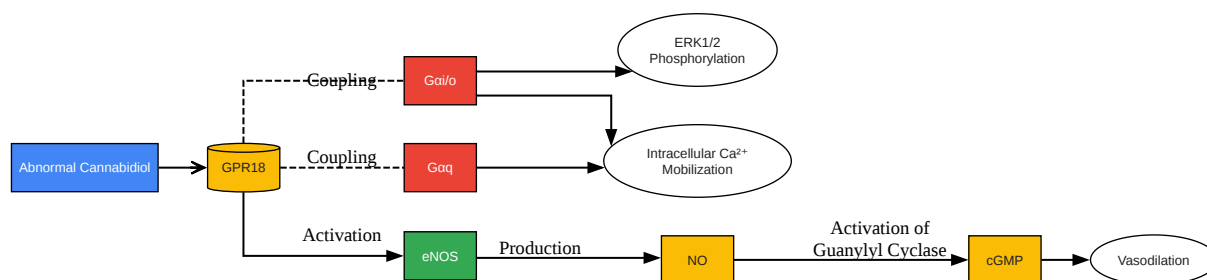 ERK1/2
Phosphorylation
Coupling
Gαi/o
Abnormal Cannabidiol
GPR18
Coupling
Gαq
Intracellular Ca²⁺
Mobilization
Activation
eNOS
Production
NO
Activation of
Guanylyl Cyclase
cGMP
Vasodilation